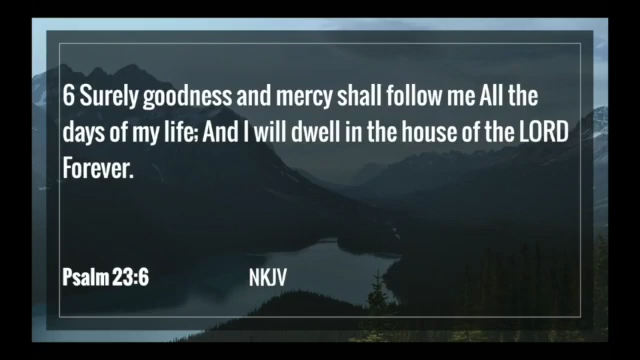 6 Surely goodness and mercy shall follow me All the
days of my life; And I will dwell in the house of the LORD
Forever.
Psalm 23:6 NKJV